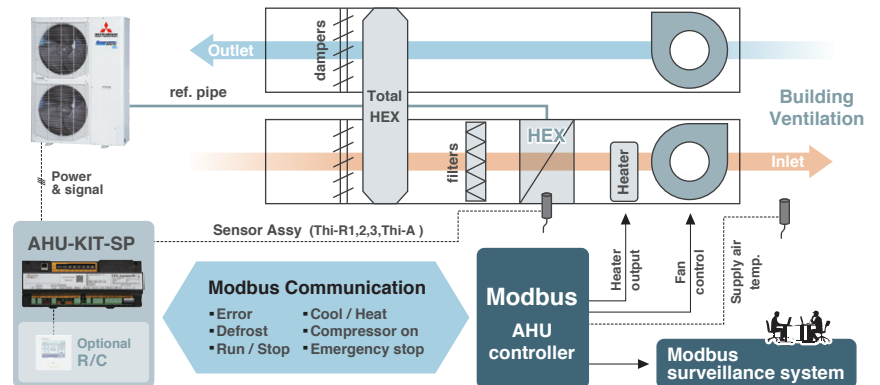 Outlet
dampers
Total
HEX
ref. pipe
Building
Ventilation
HEX
filters
Heater
Inlet
Power
& signal
Sensor Assy (Thi-R1,2,3,Thi-A )
Heater
output
Fan
control
Supply air
temp.
AHU-KIT-SP
Optional
R/C
Modbus Communication
▪Error
▪Defrost
▪Run / Stop
▪Cool / Heat
▪Compressor on
▪Emergency stop
Modbus
AHU
controller
Modbus
surveillance system